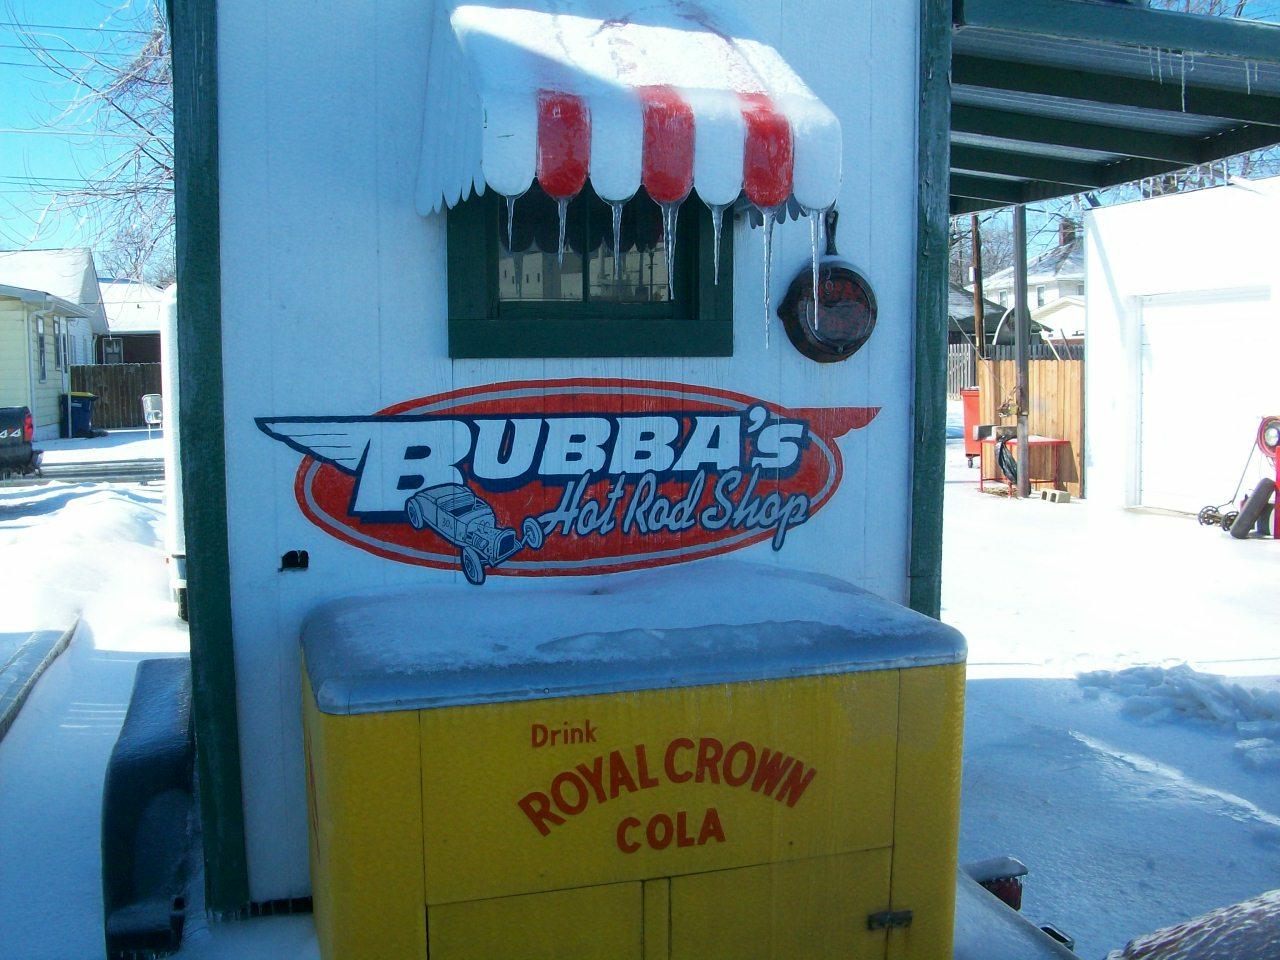 BUBBA'S
Hot Rod Shop
Drink
ROYAL CROWN
COLA